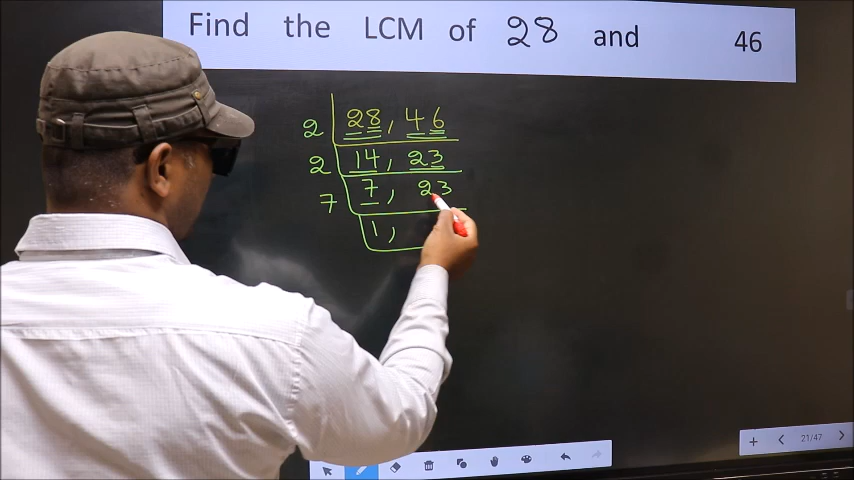 Find the LCM of 28 and 46
2 28, 46
2 14, 23
7 7, 23
1,
21/47